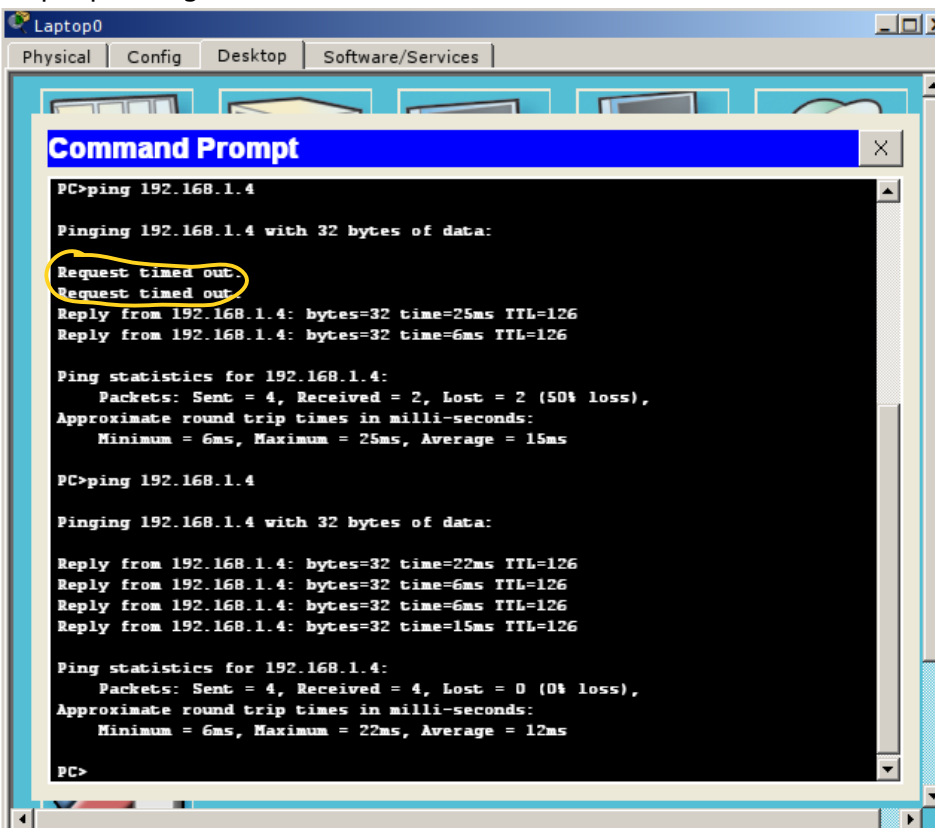 Laptop0
Physical Config Desktop Software/Services
Command Prompt
PC>ping 192.168.1.4
Pinging 192.168.1.4 with 32 bytes of data:
Request timed out.
Request timed out.
Reply from 192.168.1.4: bytes=32 time=25ms TTL=126
Reply from 192.168.1.4: bytes=32 time=6ms TTL=126
Ping statistics for 192.168.1.4:
Packets: Sent = 4, Received = 2, Lost = 2 (50% loss),
Approximate round trip times in milli-seconds:
Minimum = 6ms, Maximum = 25ms, Average = 15ms
PC>ping 192.168.1.4
Pinging 192.168.1.4 with 32 bytes of data:
Reply from 192.168.1.4: bytes=32 time=22ms TTL=126
Reply from 192.168.1.4: bytes=32 time=6ms TTL=126
Reply from 192.168.1.4: bytes=32 time=6ms TTL=126
Reply from 192.168.1.4: bytes=32 time=15ms TTL=126
Ping statistics for 192.168.1.4:
Packets: Sent = 4, Received = 4, Lost = 0 (0% loss),
Approximate round trip times in milli-seconds:
Minimum = 6ms, Maximum = 22ms, Average = 12ms
PC>